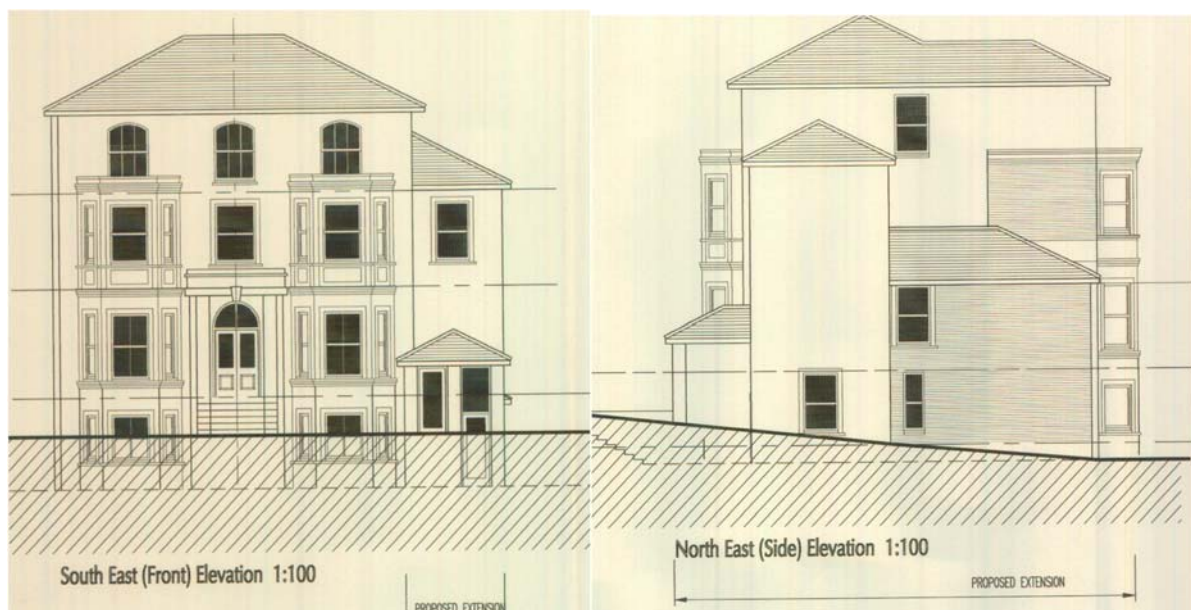 South East (Front) Elevation 1:100
PROPOSED EXTENSION
North East (Side) Elevation 1:100
PROPOSED EXTENSION